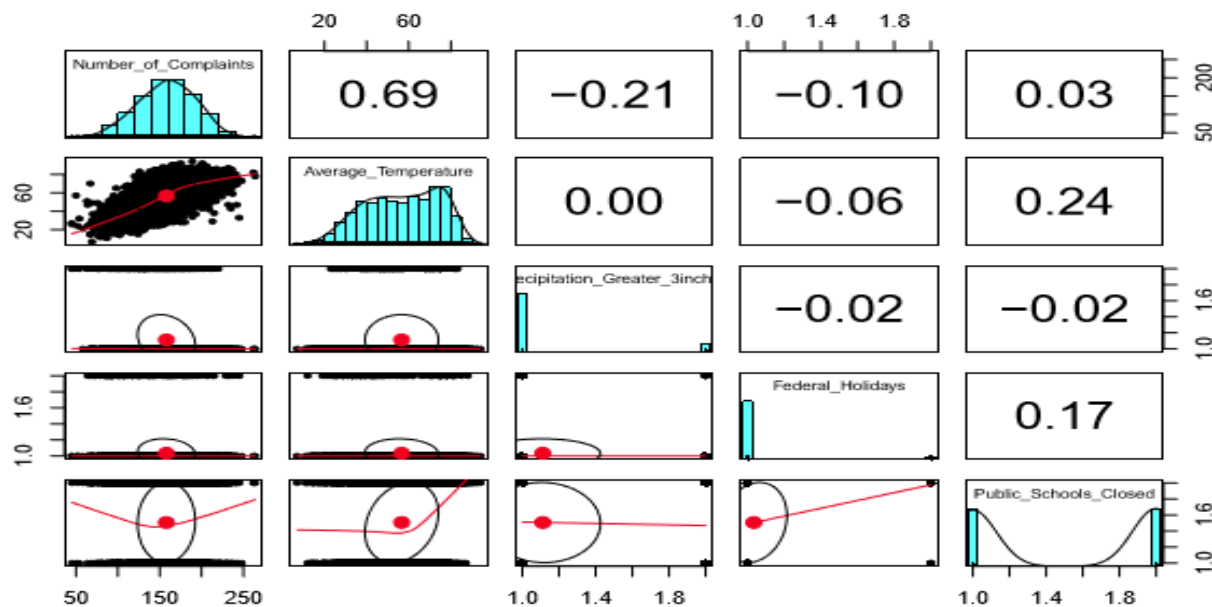 20 60 1.0 1.4 1.8
Number_of_Complaints 0.69 −0.21 −0.10 0.03 50 200
20 60 Average_Temperature 0.00 −0.06 0.24
ecipitation_Greater_3inch −0.02 −0.02 1.0 1.6
1.0 1.6 Federal_Holidays 0.17
Public_Schools_Closed 1.0 1.6
50 150 250 1.0 1.4 1.8 1.0 1.4 1.8